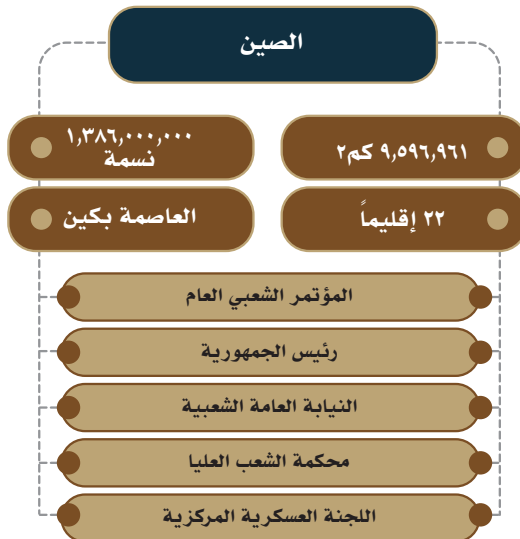 الصين
٩,٥٩٦,٩٦١ كم٢
١,٣٨٦,٠٠٠,٠٠٠
نسمة
٢٢ إقليماً
العاصمة بكين
المؤتمر الشعبي العام
رئيس الجمهورية
النيابة العامة الشعبية
محكمة الشعب العليا
اللجنة العسكرية المركزية